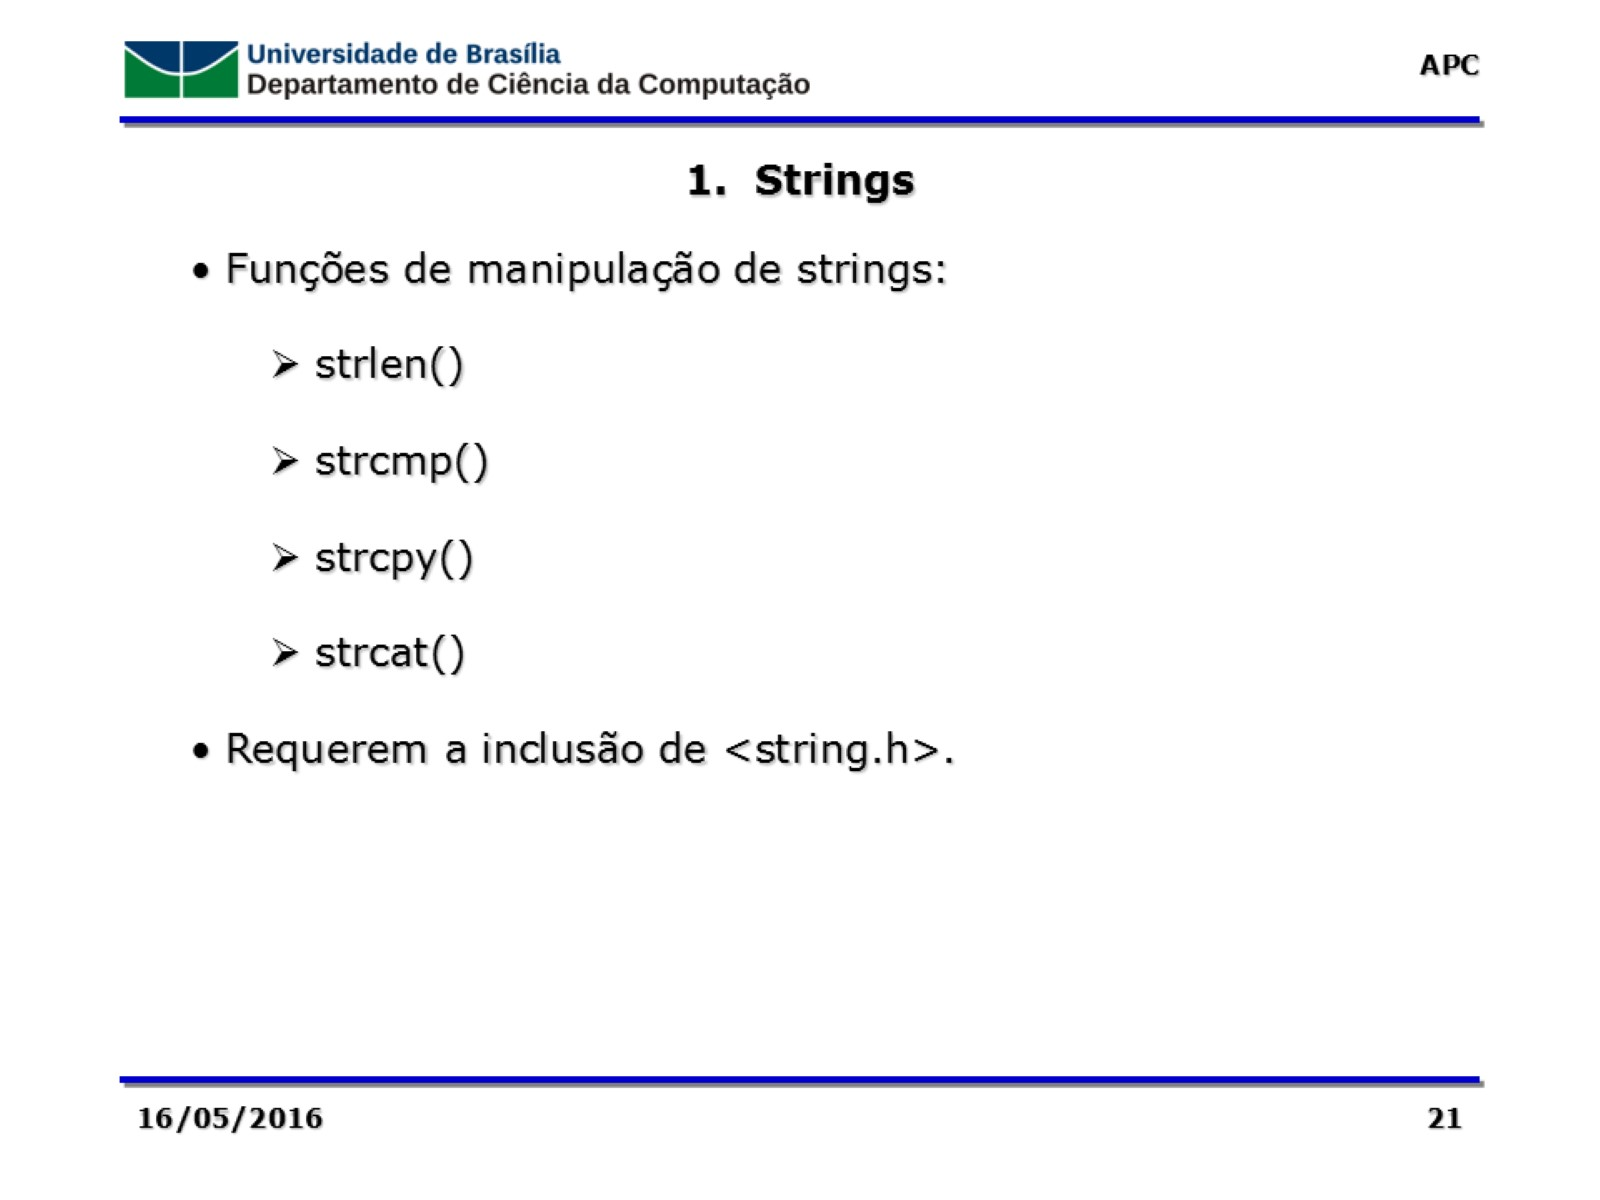 Universidade de Brasília
Departamento de Ciência da Computação
APC
1. Strings
• Funções de manipulação de strings:
➢ strlen()
➢ strcmp()
➢ strcpy()
➢ strcat()
• Requerem a inclusão de <string.h>.
16/05/2016
21